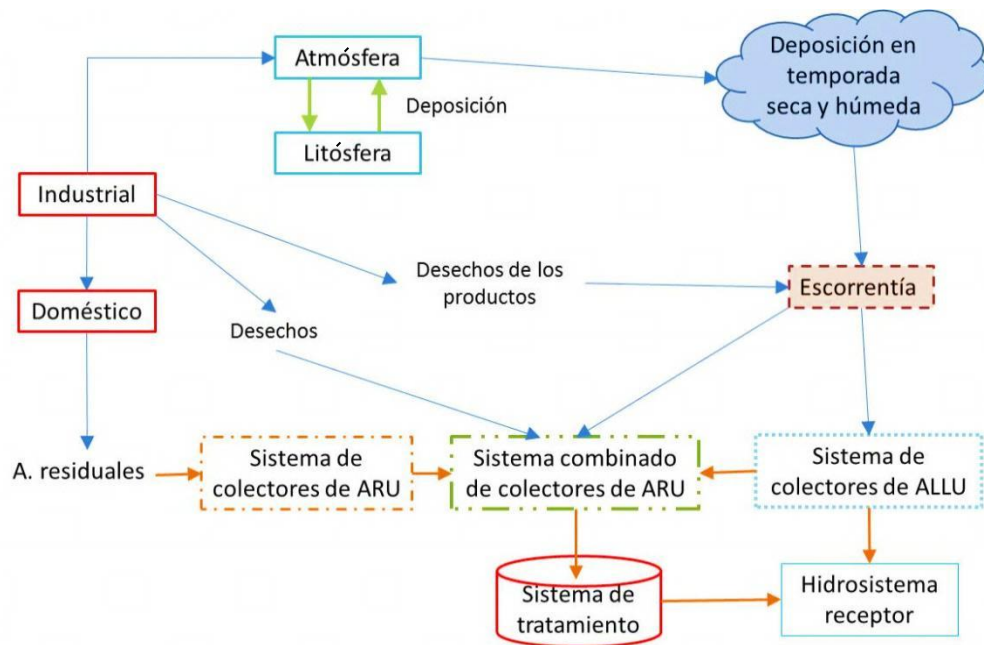 Atmósfera
Deposición en
temporada
seca y húmeda
Deposición
Litósfera
Industrial
Desechos de los
productos
Escorrentía
Doméstico
Desechos
A. residuales
Sistema de
colectores de ARU
Sistema combinado
de colectores de ARU
Sistema de
colectores de ALLU
Sistema de
tratamiento
Hidrosistema
receptor